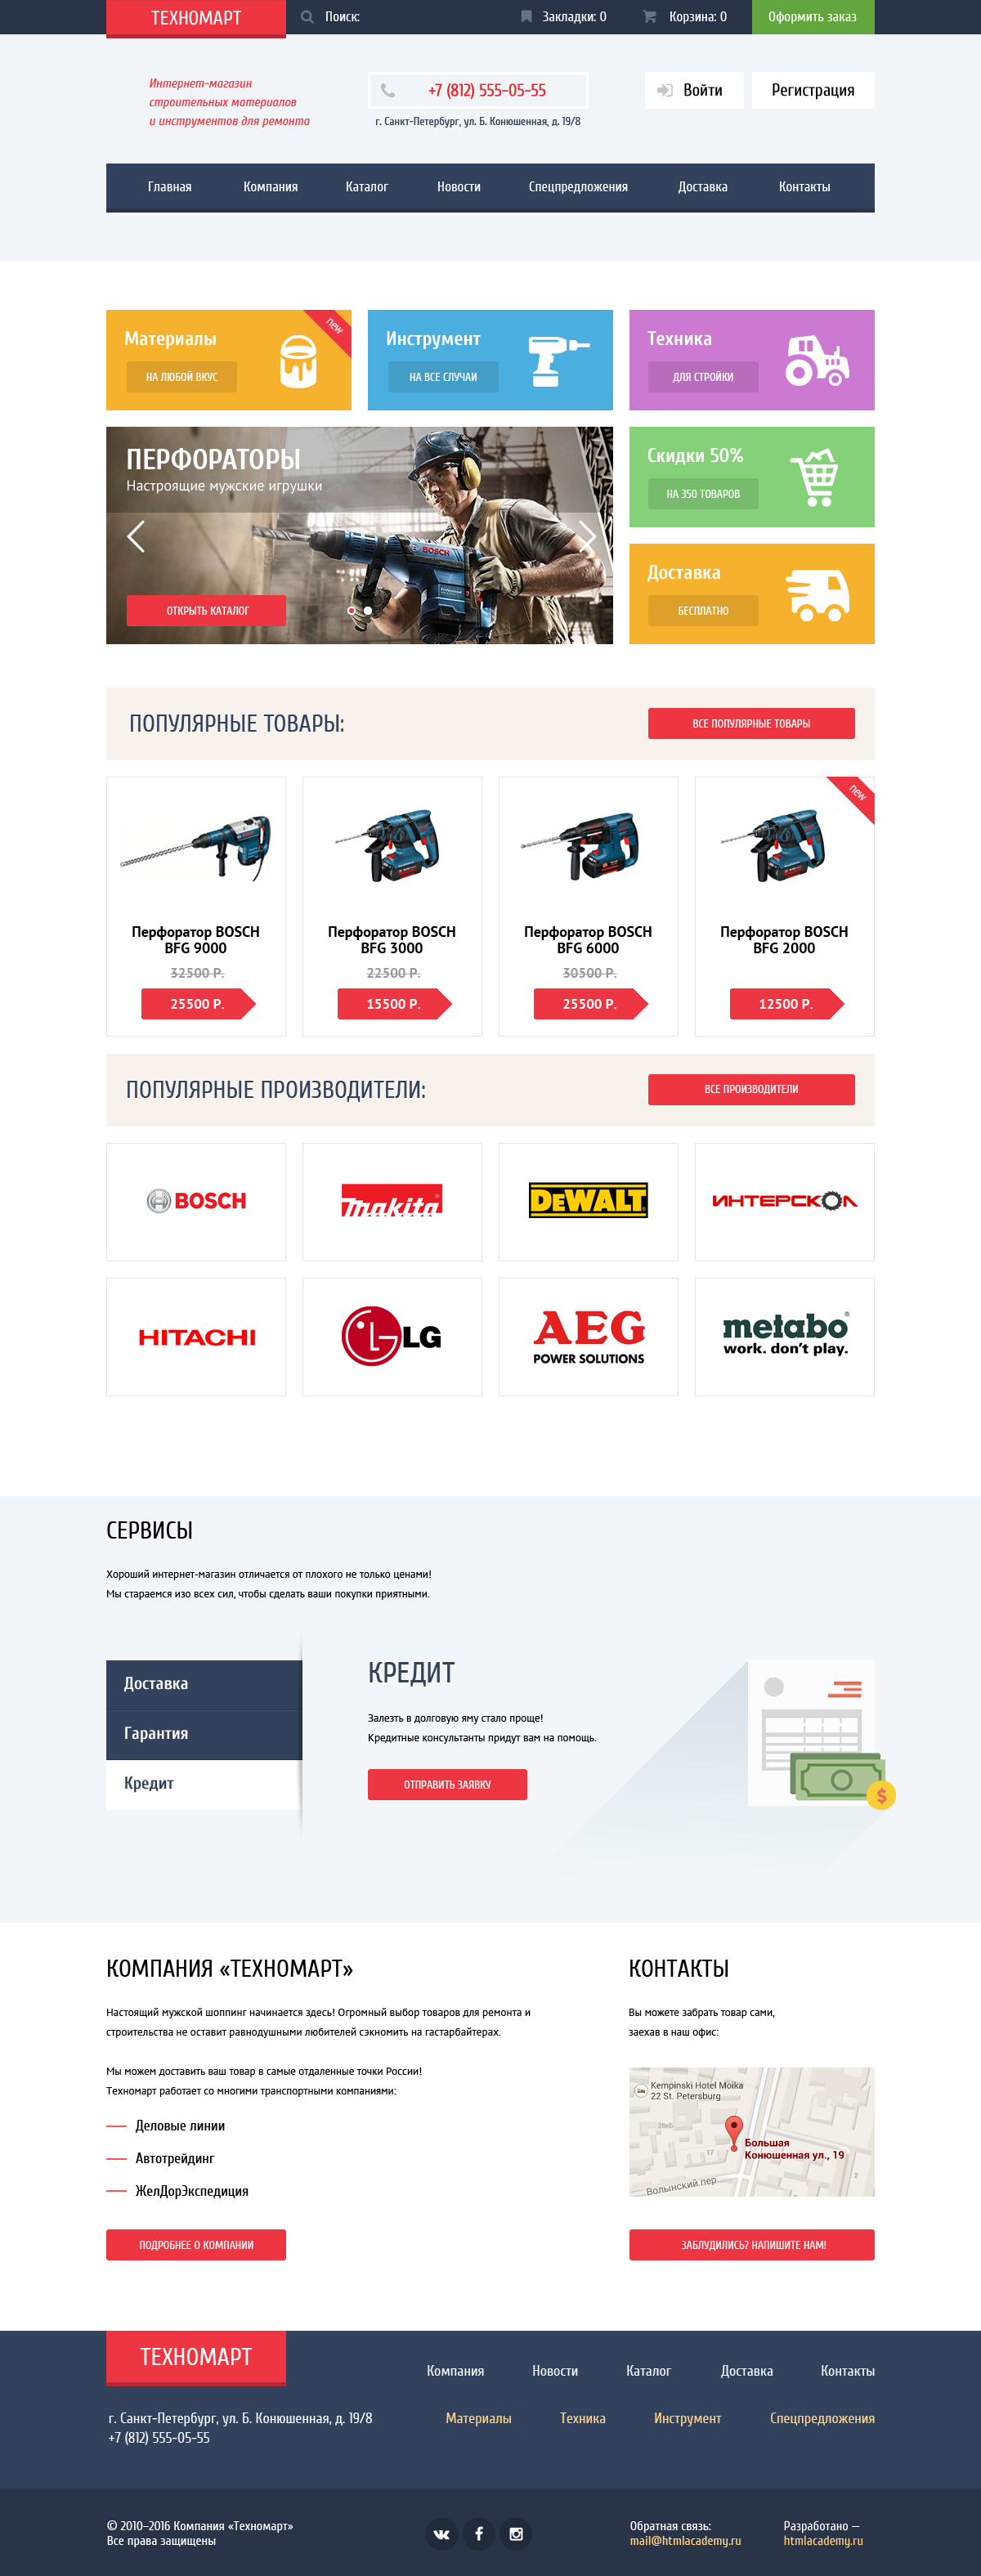 ТЕХНОМАРТ
Поиск:
Закладки: 0
Корзина: 0
Оформить заказ
Интернет-магазин
строительных материалов
и инструментов для ремонта
+7 (812) 555-05-55
г. Санкт-Петербург, ул. Б. Конюшенная, д. 19/8
Войти
Регистрация
Главная
Компания
Каталог
Новости
Спецпредложения
Доставка
Контакты
Материалы
НА ЛЮБОЙ ВКУС
new
Инструмент
НА ВСЕ СЛУЧАИ
Техника
ДЛЯ СТРОЙКИ
ПЕРФОРАТОРЫ
Настроящие мужские игрушки
BOSCH
ОТКРЫТЬ КАТАЛОГ
Скидки 50%
НА 350 ТОВАРОВ
Доставка
БЕСПЛАТНО
ПОПУЛЯРНЫЕ ТОВАРЫ:
ВСЕ ПОПУЛЯРНЫЕ ТОВАРЫ
Перфоратор BOSCH
BFG 9000
32500 Р.
25500 Р.
Перфоратор BOSCH
BFG 3000
22500 Р.
15500 Р.
Перфоратор BOSCH
BFG 6000
30500 Р.
25500 Р.
new
Перфоратор BOSCH
BFG 2000
12500 Р.
ПОПУЛЯРНЫЕ ПРОИЗВОДИТЕЛИ:
ВСЕ ПРОИЗВОДИТЕЛИ
BOSCH
makita
DEWALT
ИНТЕРСКОЛ
HITACHI
LG
AEG
POWER SOLUTIONS
metabo®
work. don't play.
СЕРВИСЫ
Хороший интернет-магазин отличается от плохого не только ценами!
Мы стараемся изо всех сил, чтобы сделать ваши покупки приятными.
Доставка
Гарантия
Кредит
КРЕДИТ
Залезть в долговую яму стало проще!
Кредитные консультанты придут вам на помощь.
ОТПРАВИТЬ ЗАЯВКУ
$
КОМПАНИЯ «ТЕХНОМАРТ»
Настоящий мужской шоппинг начинается здесь! Огромный выбор товаров для ремонта и
строительства не оставит равнодушными любителей сэкномить на гастарбайтерах.
Мы можем доставить ваш товар в самые отдаленные точки России!
Техномарт работает со многими транспортными компаниями:
Деловые линии
Автотрейдинг
ЖелДорЭкспедиция
ПОДРОБНЕЕ О КОМПАНИИ
КОНТАКТЫ
Вы можете забрать товар сами,
заехав в наш офис:
Kempinski Hotel Moika
22 St. Petersburg
26кБ
17
2
Большая
Конюшенная ул., 19
Волынский пер.
ЗАБЛУДИЛИСЬ? НАПИШИТЕ НАМ!
ТЕХНОМАРТ
Компания
Новости
Каталог
Доставка
Контакты
г. Санкт-Петербург, ул. Б. Конюшенная, д. 19/8
+7 (812) 555-05-55
Материалы
Техника
Инструмент
Спецпредложения
© 2010–2016 Компания «Техномарт»
Все права защищены
Обратная связь:
mail@htmlacademy.ru
Разработано —
htmlacademy.ru